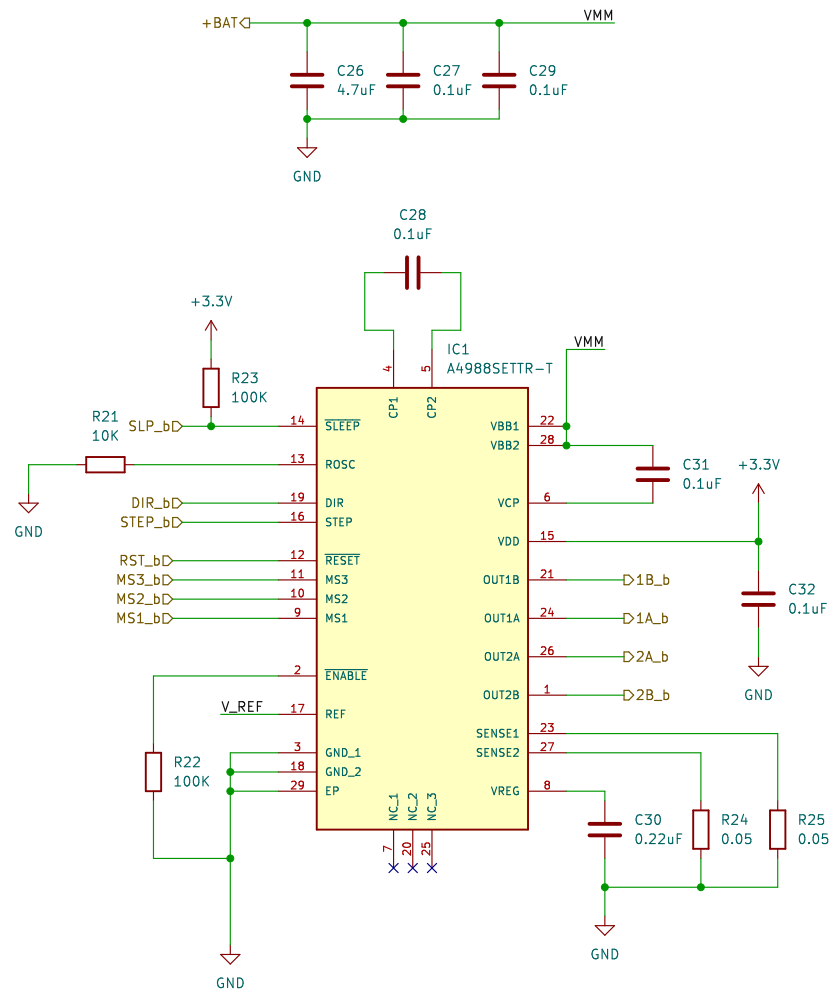 +BAT
VMM
C26
4.7uF
C27
0.1uF
C29
0.1uF
GND
C28
0.1uF
+3.3V
R23
100K
IC1
A4988SETTR-T
VMM
4
5
CP1
CP2
SLP_b
14
SLEEP
VBB1
22
VBB2
28
R21
10K
13
ROSC
C31
0.1uF
+3.3V
GND
DIR_b
19
DIR
VCP
6
STEP_b
16
STEP
VDD
15
RST_b
12
RESET
MS3_b
11
MS3
OUT1B
21
1B_b
MS2_b
10
MS2
C32
0.1uF
MS1_b
9
MS1
OUT1A
24
1A_b
OUT2A
26
2A_b
GND
2
ENABLE
OUT2B
1
2B_b
V_REF
17
REF
SENSE1
23
3
GND_1
SENSE2
27
R22
100K
18
GND_2
29
EP
VREG
8
NC_1
NC_2
NC_3
7
20
25
C30
0.22uF
R24
0.05
R25
0.05
GND
GND